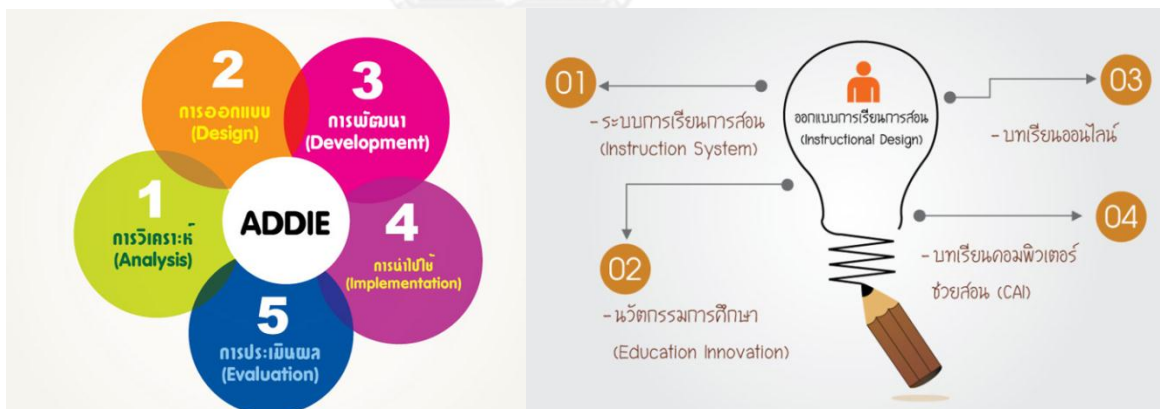 2
การออกแบบ
(Design)
3
การพัฒนา
(Development)
1
การวิเคราะห์
(Analysis)
ADDIE
4
การนำไปใช้
(Implementation)
5
การประเมินผล
(Evaluation)
01
- ระบบการเรียนการสอน
(Instruction System)
ออกแบบการเรียนการสอน
(Instructional Design)
03
- บทเรียนออนไลน์
02
- นวัตกรรมการศึกษา
(Education Innovation)
04
- บทเรียนคอมพิวเตอร์
ช่วยสอน (CAI)